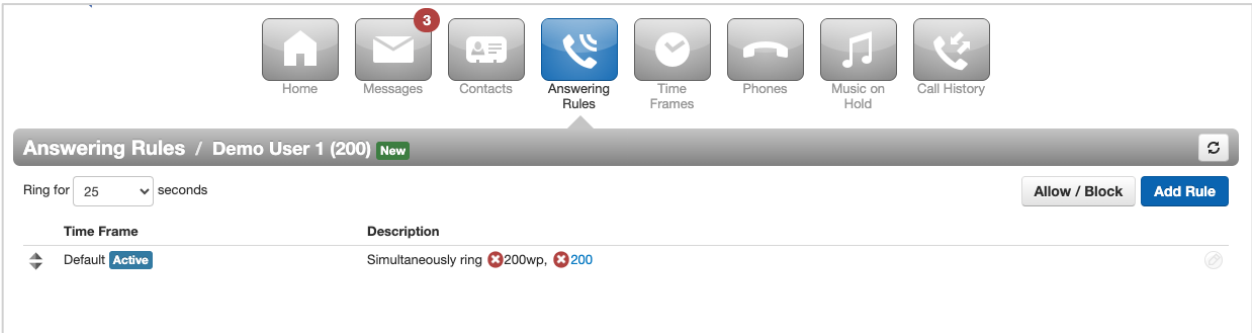 3
Home
Messages
Contacts
Answering
Rules
Time
Frames
Phones
Music on
Hold
Call History
Answering Rules / Demo User 1 (200) New
Ring for 25 seconds
Allow / Block
Add Rule
Time Frame Description
Default Active Simultaneously ring 200wp, 200